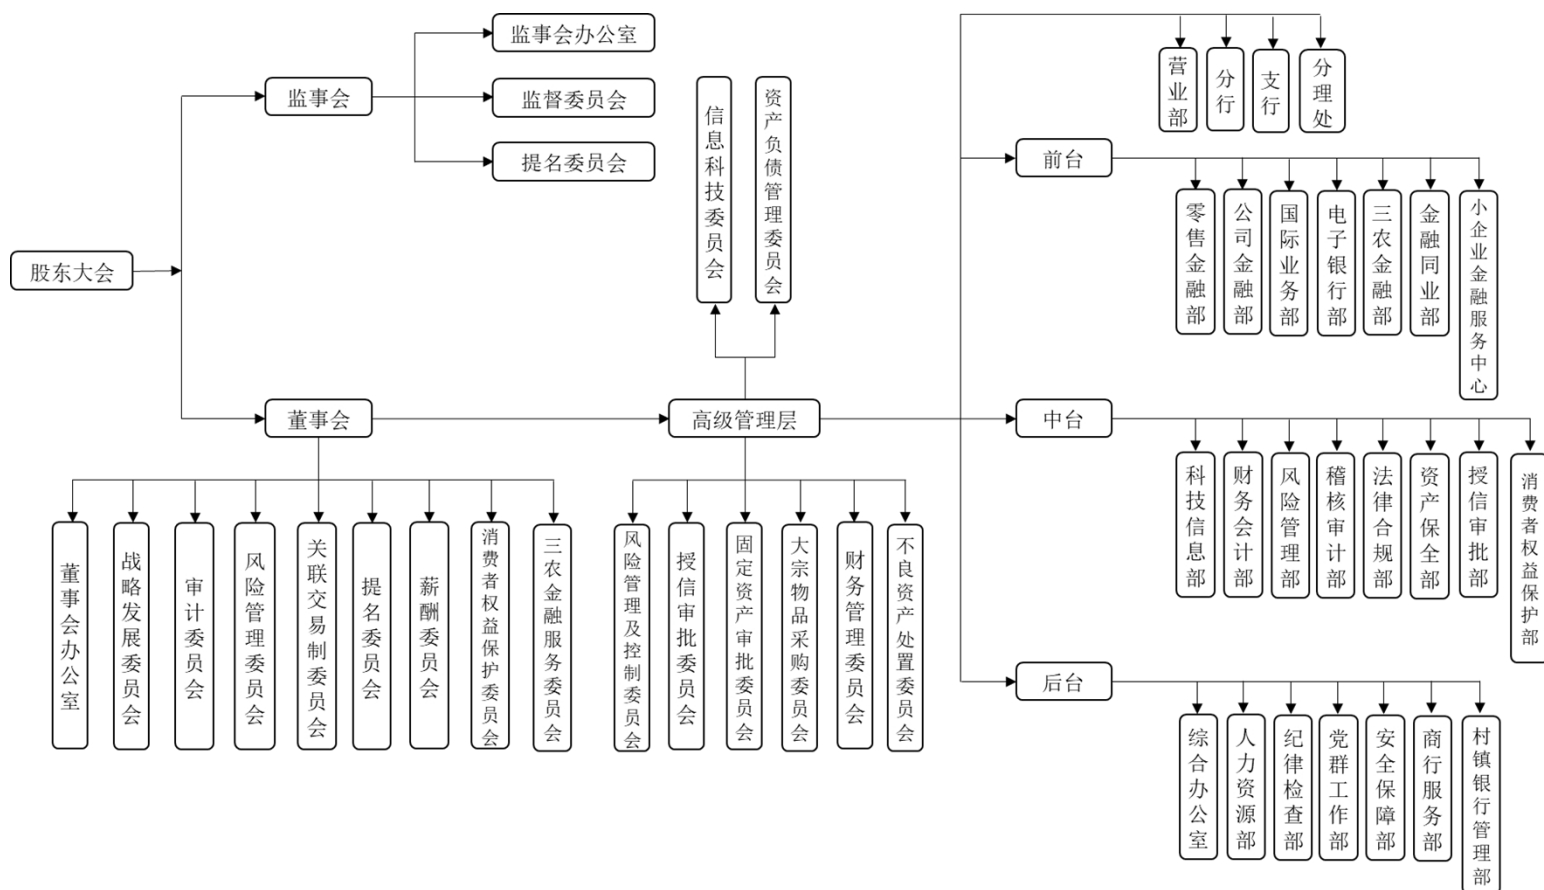 股东大会
监事会
监事会办公室
监督委员会
提名委员会
董事会
董事会办公室
战略发展委员会
审计委员会
风险管理委员会
关联交易制委员会
提名委员会
薪酬委员会
消费者权益保护委员会
三农金融服务委员会
高级管理层
信息科技委员会
资产负债管理委员会
风险管理及控制委员会
授信审批委员会
固定资产审批委员会
大宗物品采购委员会
财务管理委员会
不良资产处置委员会
营业部
分行
支行
分理处
前台
零售金融部
公司金融部
国际业务部
电子银行部
三农金融部
金融同业部
小企业金融服务中心
中台
科技信息部
财务会计部
风险管理部
稽核审计部
法律合规部
资产保全部
授信审批部
消费者权益保护部
后台
综合办公室
人力资源部
纪律检查部
党群工作部
安全保障部
商行服务部
村镇银行管理部